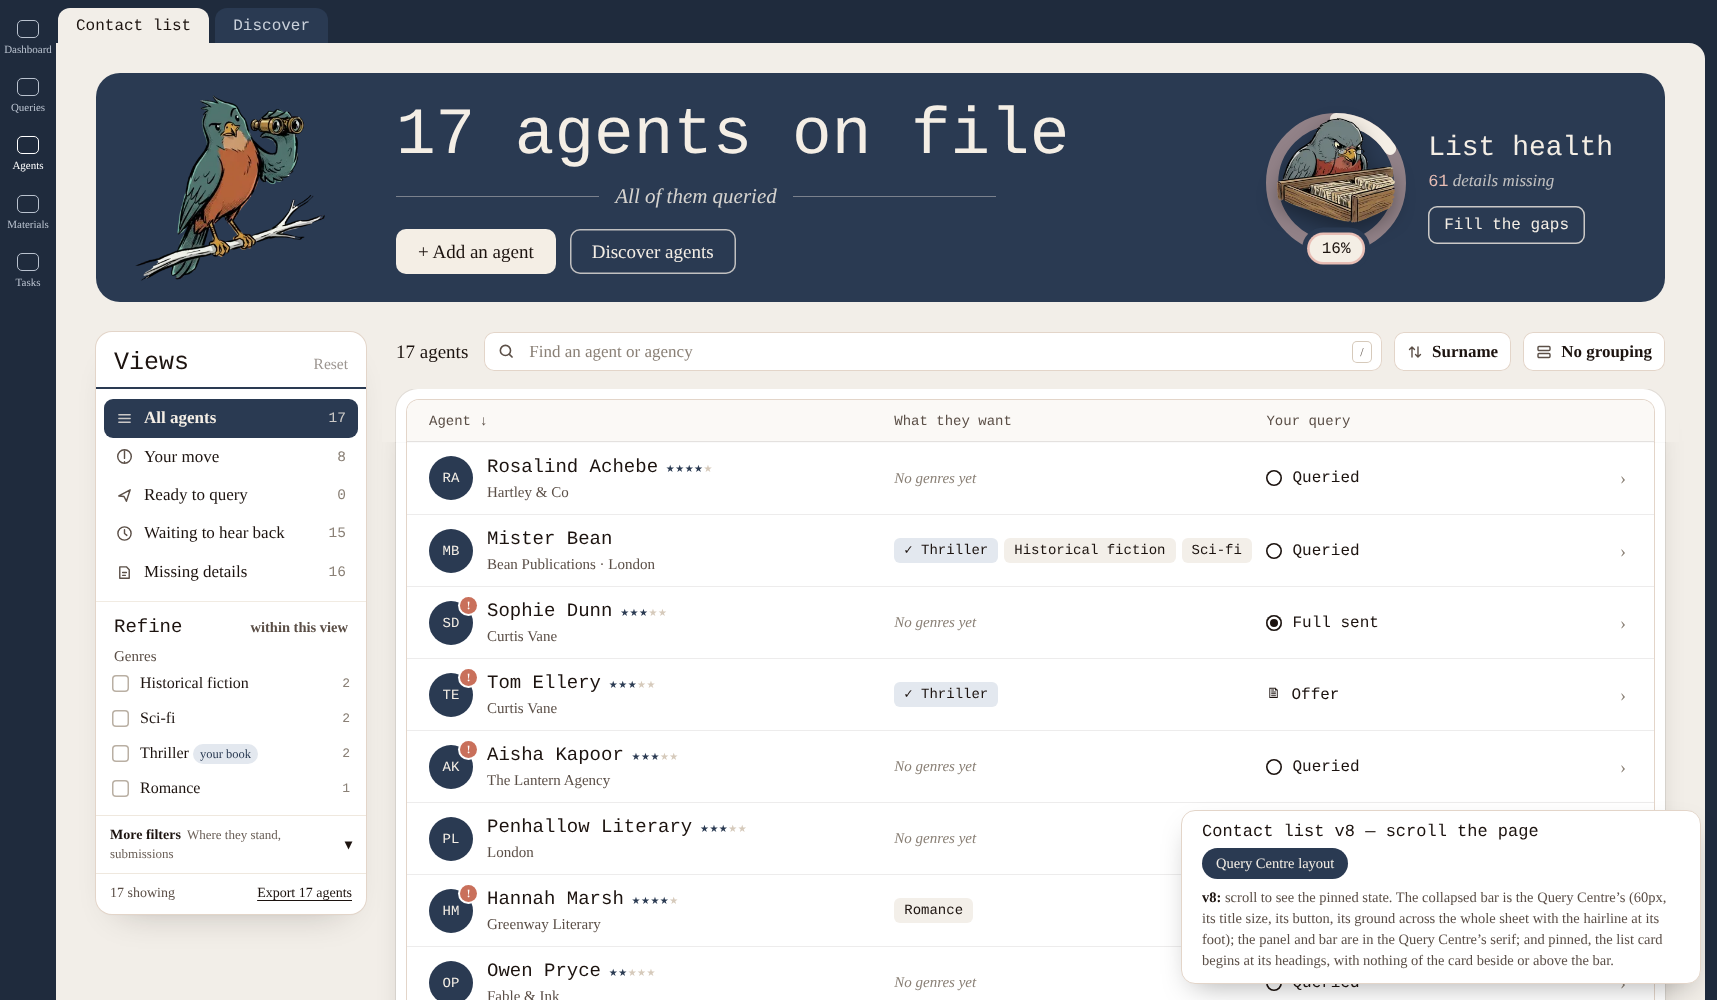 Contact list
Discover
Dashboard
Queries
Agents
Materials
Tasks
17 agents on file
All of them queried
+ Add an agent
Discover agents
16%
List health
61 details missing
Fill the gaps
Views
Reset
All agents 17
Your move 8
Ready to query 0
Waiting to hear back 15
Missing details 16
Refine
within this view
Genres
Historical fiction 2
Sci-fi 2
Thriller your book 2
Romance 1
More filters Where they stand,
submissions ▼
17 showing
Export 17 agents
17 agents
Find an agent or agency
/
Surname
No grouping
Agent ↓
What they want
Your query
RA
Rosalind Achebe ★★★★★
Hartley & Co
No genres yet
Queried ›
MB
Mister Bean
Bean Publications · London
✓ Thriller
Historical fiction
Sci-fi
Queried ›
SD
!
Sophie Dunn ★★★★★
Curtis Vane
No genres yet
Full sent ›
TE
!
Tom Ellery ★★★★★
Curtis Vane
✓ Thriller
Offer ›
AK
!
Aisha Kapoor ★★★★★
The Lantern Agency
No genres yet
Queried ›
PL
Penhallow Literary ★★★★★
London
No genres yet
HM
!
Hannah Marsh ★★★★★
Greenway Literary
Romance
OP
Owen Pryce ★★★★★
Fable & Ink
No genres yet
Queried
Contact list v8 — scroll the page
Query Centre layout
v8: scroll to see the pinned state. The collapsed bar is the Query Centre’s (60px,
its title size, its button, its ground across the whole sheet with the hairline at its
foot); the panel and bar are in the Query Centre’s serif; and pinned, the list card
begins at its headings, with nothing of the card beside or above the bar.